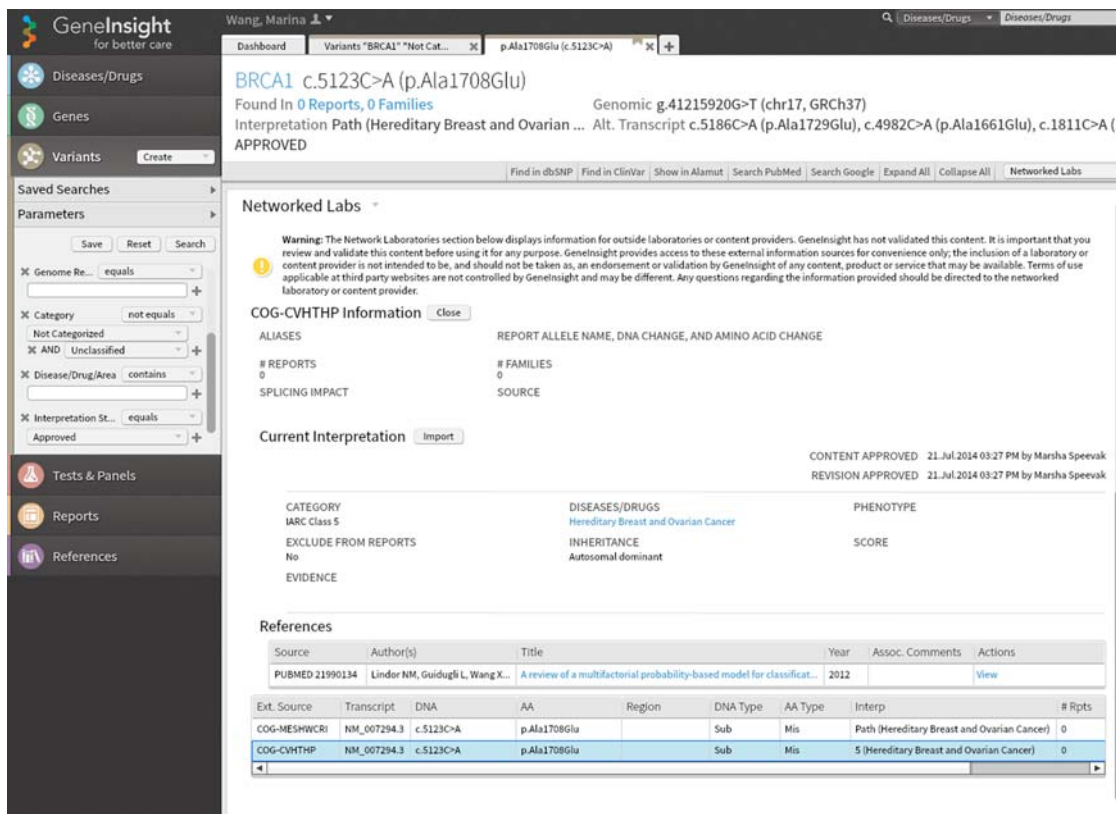 GeneInsight
for better care
Wang, Marina
Diseases/Drugs
Diseases/Drugs
Dashboard
Variants "BRCA1" "Not Cat...
p.Ala1708Glu (c.5123C>A)
Diseases/Drugs
Genes
Variants
Create
Saved Searches
Parameters
Save Reset Search
Genome Re... equals
Category not equals
Not Categorized
AND Unclassified
Disease/Drug/Area contains
Interpretation St... equals
Approved
Tests & Panels
Reports
References
BRCA1 c.5123C>A (p.Ala1708Glu)
Found In 0 Reports, 0 Families Genomic g.41215920G>T (chr17, GRCh37)
Interpretation Path (Hereditary Breast and Ovarian ... Alt. Transcript c.5186C>A (p.Ala1729Glu), c.4982C>A (p.Ala1661Glu), c.1811C>A (
APPROVED
Find in dbSNP Find in ClinVar Show in Alamut Search PubMed Search Google Expand All Collapse All Networked Labs
Networked Labs
Warning: The Network Laboratories section below displays information for outside laboratories or content providers. GeneInsight has not validated this content. It is important that you
review and validate this content before using it for any purpose. GeneInsight provides access to these external information sources for convenience only; the inclusion of a laboratory or
content provider is not intended to be, and should not be taken as, an endorsement or validation by GeneInsight of any content, product or service that may be available. Terms of use
applicable at third party websites are not controlled by GeneInsight and may be different. Any questions regarding the information provided should be directed to the networked
laboratory or content provider.
COG-CVHTHP Information Close
ALIASES REPORT ALLELE NAME, DNA CHANGE, AND AMINO ACID CHANGE
# REPORTS # FAMILIES
0 0
SPLICING IMPACT SOURCE
Current Interpretation Import
CONTENT APPROVED 21.Jul.2014 03:27 PM by Marsha Speevak
REVISION APPROVED 21.Jul.2014 03:27 PM by Marsha Speevak
CATEGORY DISEASES/DRUGS PHENOTYPE
IARC Class 5 Hereditary Breast and Ovarian Cancer
EXCLUDE FROM REPORTS INHERITANCE SCORE
No Autosomal dominant
EVIDENCE
References
Source Author(s) Title Year Assoc. Comments Actions
PUBMED 21990134 Lindor NM, Guidugli L, Wang X... A review of a multifactorial probability-based model for classificat... 2012 View
Ext. Source Transcript DNA AA Region DNA Type AA Type Interp # Rpts
COG-MESHWCRI NM_007294.3 c.5123C>A p.Ala1708Glu Sub Mis Path (Hereditary Breast and Ovarian Cancer) 0
COG-CVHTHP NM_007294.3 c.5123C>A p.Ala1708Glu Sub Mis 5 (Hereditary Breast and Ovarian Cancer) 0